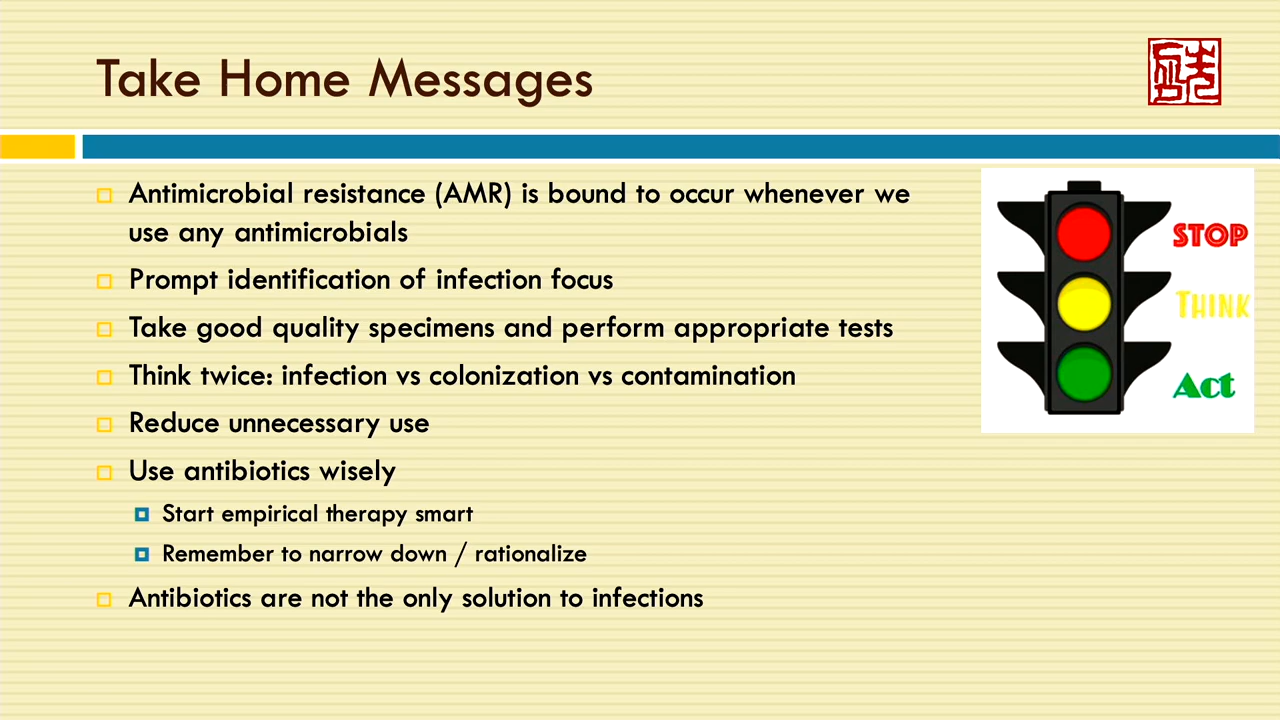 Take Home Messages
Antimicrobial resistance (AMR) is bound to occur whenever we
use any antimicrobials
Prompt identification of infection focus
Take good quality specimens and perform appropriate tests
Think twice: infection vs colonization vs contamination
Reduce unnecessary use
Use antibiotics wisely
Start empirical therapy smart
Remember to narrow down / rationalize
Antibiotics are not the only solution to infections
STOP
THINK
Act